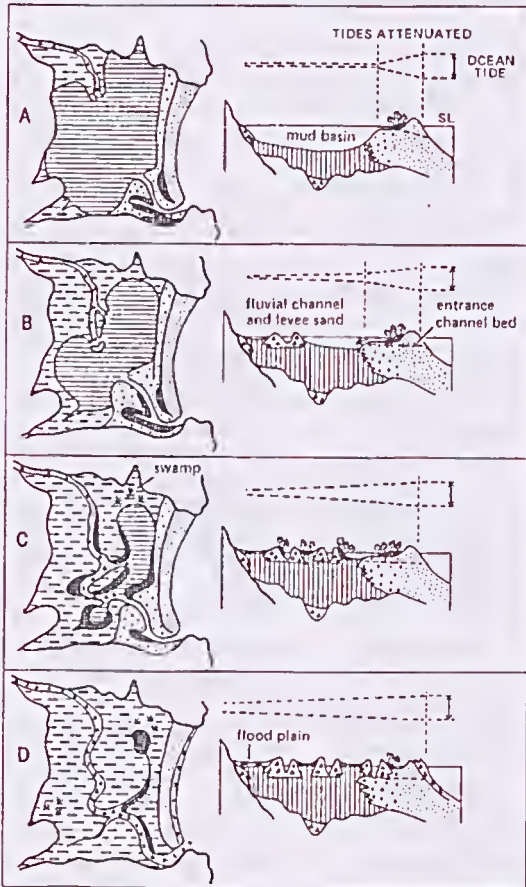 TIDES ATTENUATED
OCEAN
TIDE
A
SL
mud basin
B
fluvial channel
and levee sand
entrance
channel bed
swamp
C
D
flood plain